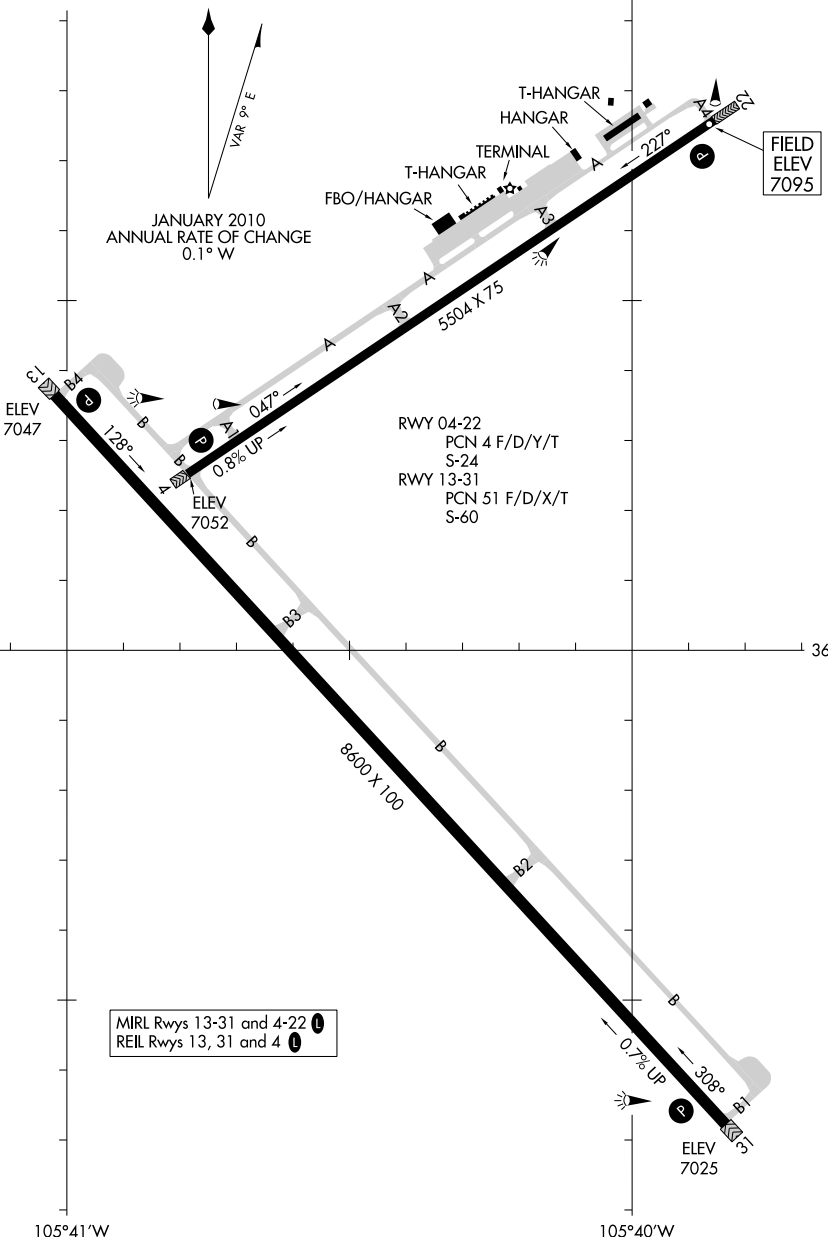 VAR 9° E
JANUARY 2010
ANNUAL RATE OF CHANGE
0.1° W
T-HANGAR
HANGAR
TERMINAL
T-HANGAR
FBO/HANGAR
A4
22
P
FIELD
ELEV
7095
227°
A
A3
A
A2
5504 X 75
A
13
B4
P
ELEV
7047
B
128°
047°
A1
P
0.8% UP
B
4
ELEV
7052
RWY 04-22
PCN 4 F/D/Y/T
S-24
RWY 13-31
PCN 51 F/D/X/T
S-60
B
B3
36
B
8600 X 100
B2
B
MIRL Rwys 13-31 and 4-22 L
REIL Rwys 13, 31 and 4 L
0.7% UP
308°
B1
P
31
ELEV
7025
105°41'W
105°40'W